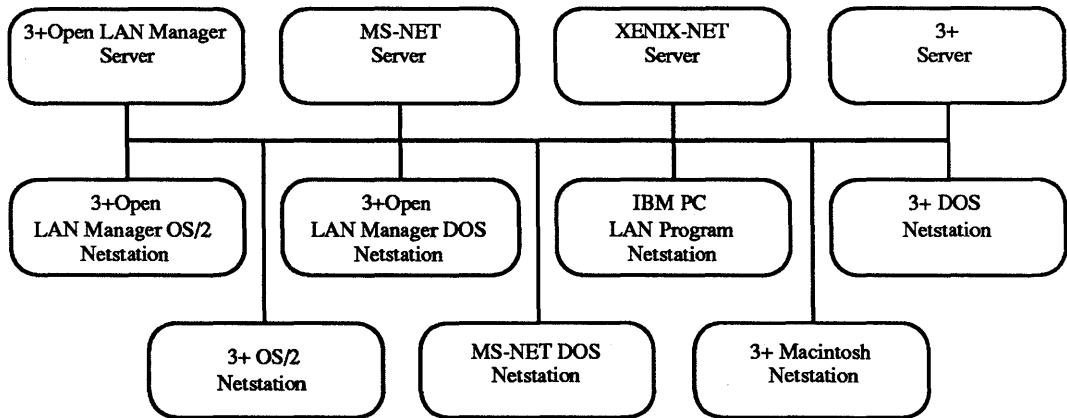 3+Open LAN Manager
Server
MS-NET
Server
XENIX-NET
Server
3+
Server
3+Open
LAN Manager OS/2
Netstation
3+Open
LAN Manager DOS
Netstation
IBM PC
LAN Program
Netstation
3+ DOS
Netstation
3+ OS/2
Netstation
MS-NET DOS
Netstation
3+ Macintosh
Netstation